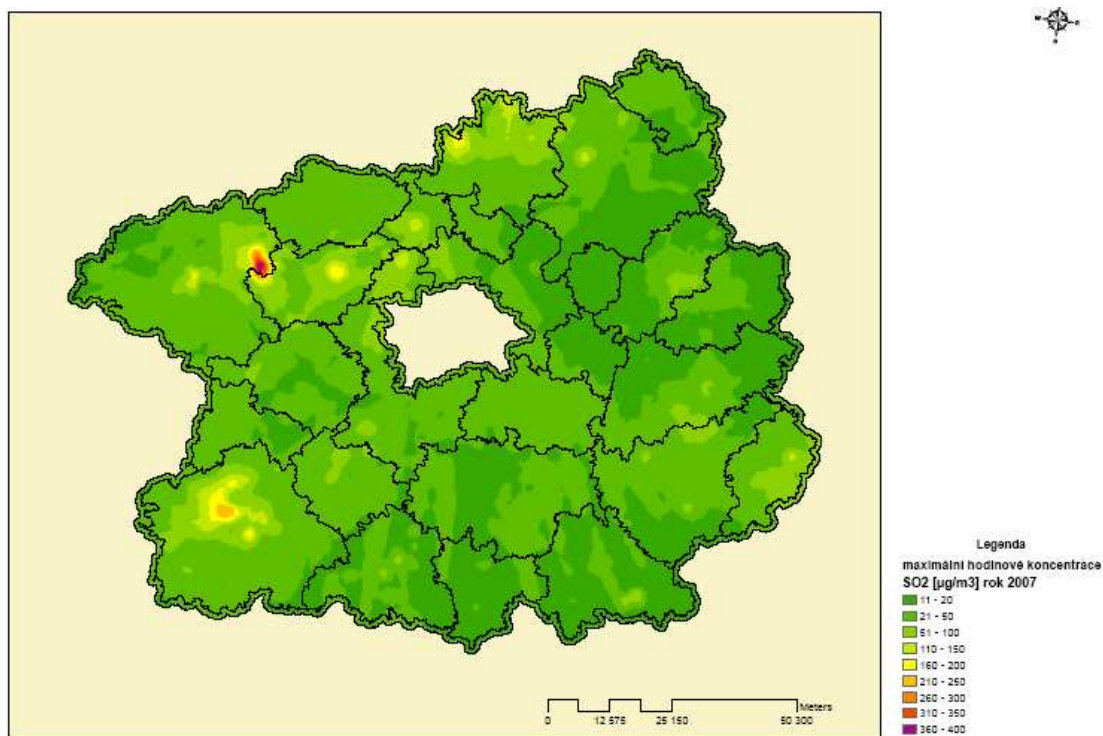 Legenda
maximální hodinové koncentrace
SO2 [µg/m3] rok 2007
11 - 20
21 - 50
51 - 100
110 - 150
160 - 200
210 - 250
260 - 300
310 - 350
360 - 400
Meters
0 12 575 25 150 50 300